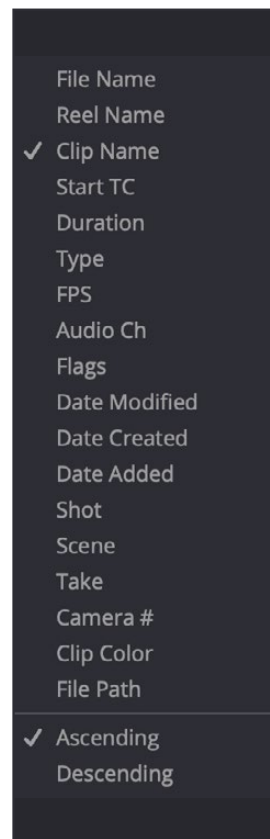 File Name
Reel Name
✓ Clip Name
Start TC
Duration
Type
FPS
Audio Ch
Flags
Date Modified
Date Created
Date Added
Shot
Scene
Take
Camera #
Clip Color
File Path
✓ Ascending
Descending